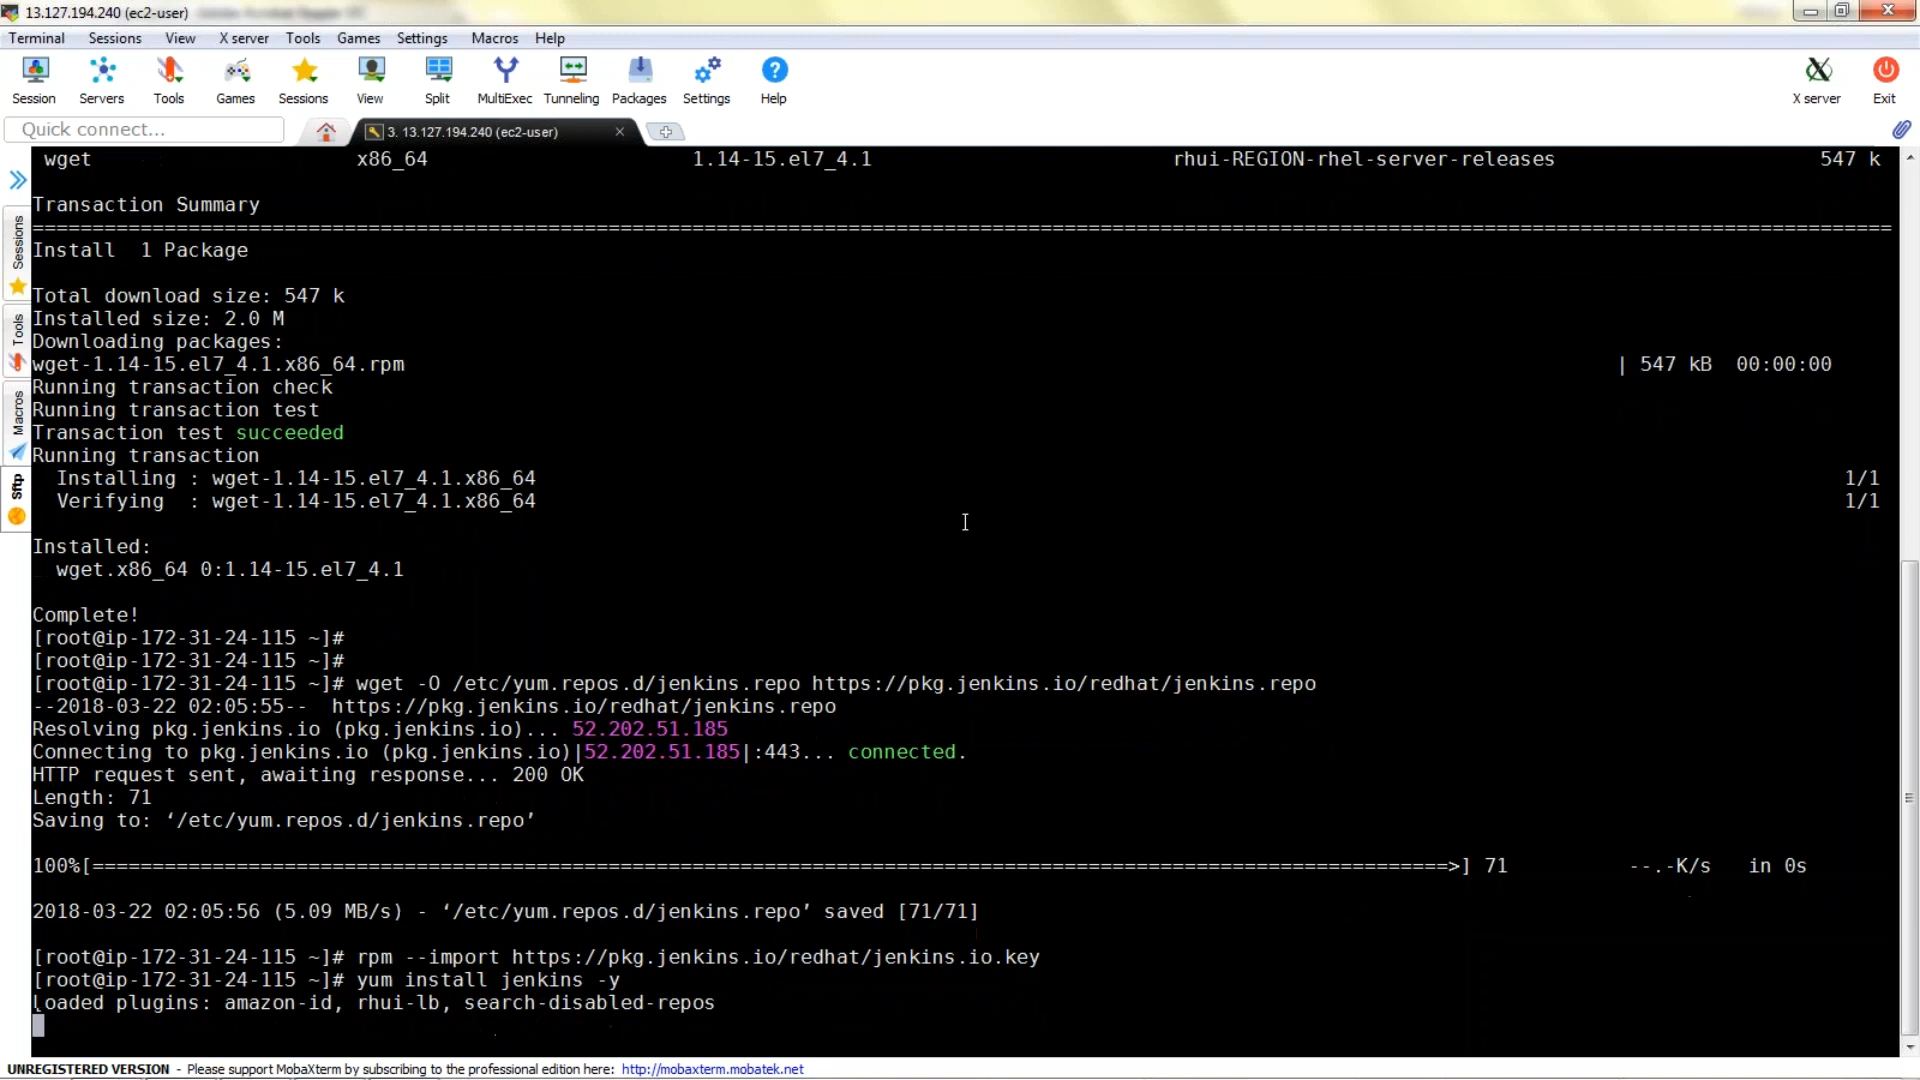 13.127.194.240 (ec2-user)
Terminal Sessions View X server Tools Games Settings Macros Help
Session Servers Tools Games Sessions View Split MultiExec Tunneling Packages Settings Help X server Exit
Quick connect... 3. 13.127.194.240 (ec2-user)
Sessions
Tools
Macros
Sftp
wget x86_64 1.14-15.el7_4.1 rhui-REGION-rhel-server-releases 547 k
Transaction Summary
================================================================================
Install 1 Package
Total download size: 547 k
Installed size: 2.0 M
Downloading packages:
wget-1.14-15.el7_4.1.x86_64.rpm | 547 kB 00:00:00
Running transaction check
Running transaction test
Transaction test succeeded
Running transaction
Installing : wget-1.14-15.el7_4.1.x86_64 1/1
Verifying : wget-1.14-15.el7_4.1.x86_64 1/1
Installed:
wget.x86_64 0:1.14-15.el7_4.1
Complete!
[root@ip-172-31-24-115 ~]#
[root@ip-172-31-24-115 ~]#
[root@ip-172-31-24-115 ~]# wget -O /etc/yum.repos.d/jenkins.repo https://pkg.jenkins.io/redhat/jenkins.repo
--2018-03-22 02:05:55-- https://pkg.jenkins.io/redhat/jenkins.repo
Resolving pkg.jenkins.io (pkg.jenkins.io)... 52.202.51.185
Connecting to pkg.jenkins.io (pkg.jenkins.io)|52.202.51.185|:443... connected.
HTTP request sent, awaiting response... 200 OK
Length: 71
Saving to: ‘/etc/yum.repos.d/jenkins.repo’
100%[================================================================================>] 71 --.-K/s in 0s
2018-03-22 02:05:56 (5.09 MB/s) - ‘/etc/yum.repos.d/jenkins.repo’ saved [71/71]
[root@ip-172-31-24-115 ~]# rpm --import https://pkg.jenkins.io/redhat/jenkins.io.key
[root@ip-172-31-24-115 ~]# yum install jenkins -y
Loaded plugins: amazon-id, rhui-lb, search-disabled-repos
UNREGISTERED VERSION - Please support MobaXterm by subscribing to the professional edition here: http://mobaxterm.mobatek.net